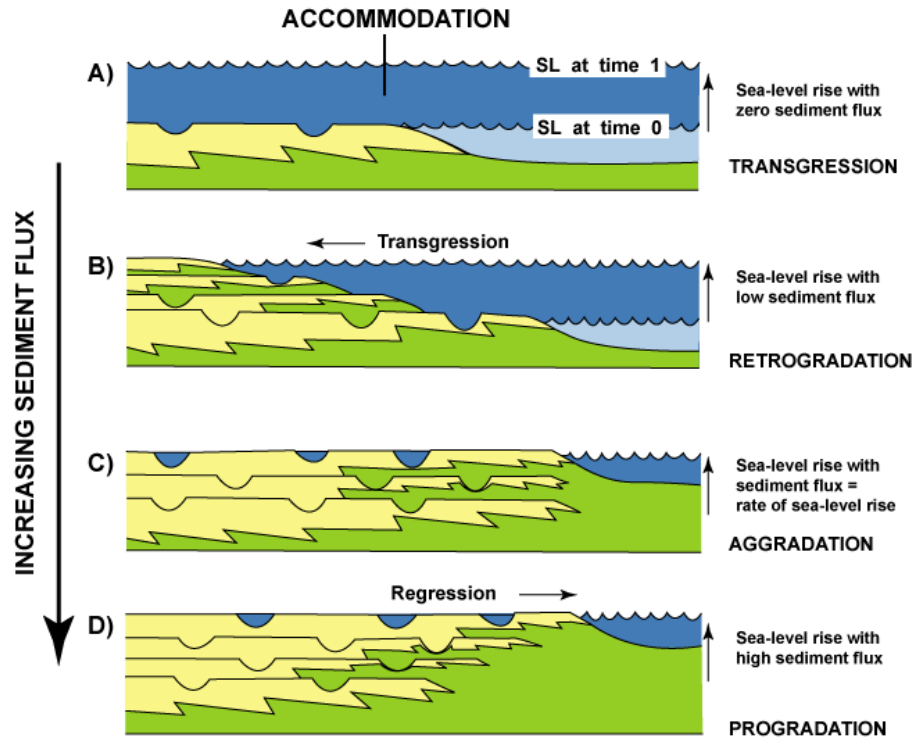 ACCOMMODATION
A)
SL at time 1
SL at time 0
Sea-level rise with
zero sediment flux
TRANSGRESSION
INCREASING SEDIMENT FLUX
B)
Transgression
Sea-level rise with
low sediment flux
RETROGRADATION
C)
Sea-level rise with
sediment flux =
rate of sea-level rise
AGGRADATION
D)
Regression
Sea-level rise with
high sediment flux
PROGRADATION